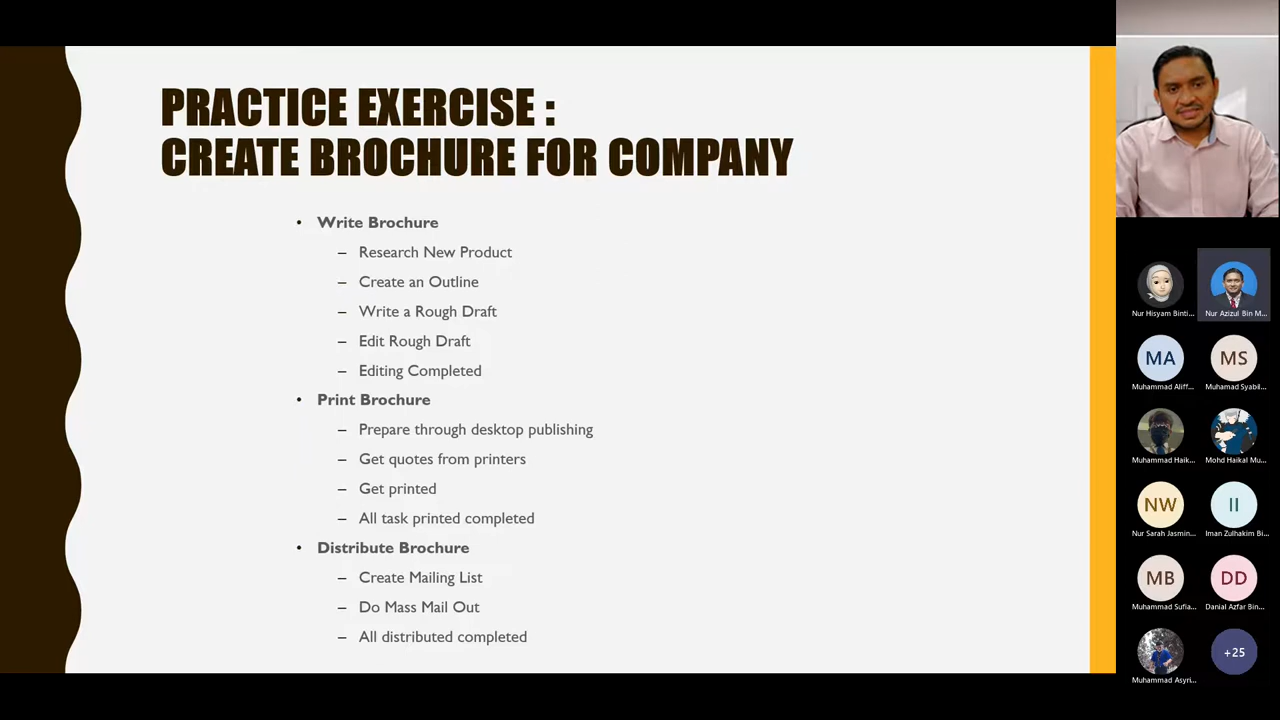 PRACTICE EXERCISE :
CREATE BROCHURE FOR COMPANY
• Write Brochure
– Research New Product
– Create an Outline
– Write a Rough Draft
– Edit Rough Draft
– Editing Completed
• Print Brochure
– Prepare through desktop publishing
– Get quotes from printers
– Get printed
– All task printed completed
• Distribute Brochure
– Create Mailing List
– Do Mass Mail Out
– All distributed completed
Nur Hisyam Binti...
Nur Azizul Bin M...
MA
Muhammad Aliff...
MS
Muhamad Syabil...
Muhammad Haik...
Mohd Haikal Mu...
NW
Nur Sarah Jasmin...
II
Iman Zulhakim Bi...
MB
Muhammad Sufia...
DD
Danial Azfar Bin...
Muhammad Asyri...
+25